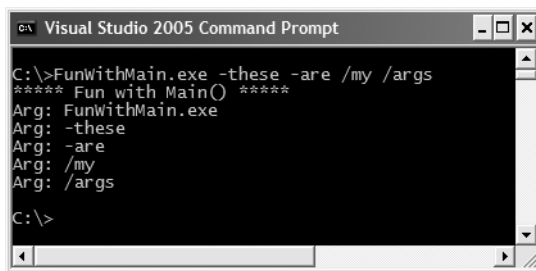 Visual Studio 2005 Command Prompt
C:\>FunWithMain.exe -these -are /my /args
***** Fun with Main() *****
Arg: FunWithMain.exe
Arg: -these
Arg: -are
Arg: /my
Arg: /args
C:\>